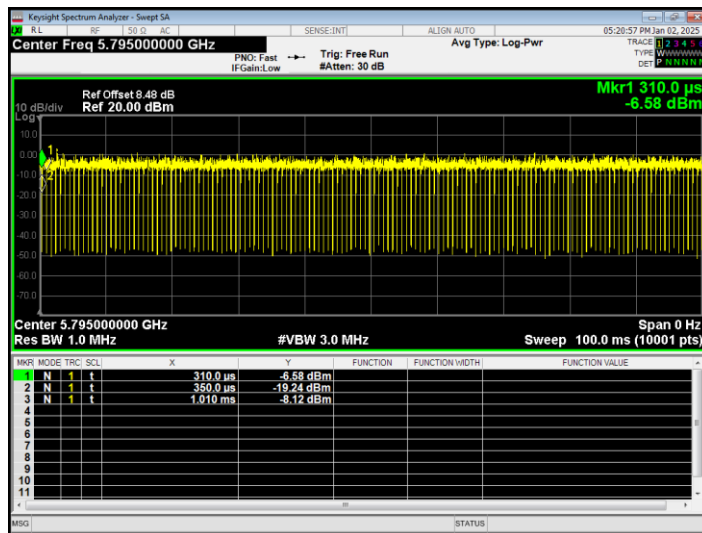 Keysight Spectrum Analyzer - Swept SA
RL RF 50 Ω AC SENSE:INT ALIGN AUTO 05:20:57 PM Jan 02, 2025
Center Freq 5.795000000 GHz
PNO: Fast
IFGain:Low
Trig: Free Run
#Atten: 30 dB
Avg Type: Log-Pwr
TRACE 1 2 3 4 5
TYPE
DET P N N N N
Mkr1 310.0 µs
-6.58 dBm
Ref Offset 8.48 dB
10 dB/div Ref 20.00 dBm
Log
10.0
0.00
-10.0
-20.0
-30.0
-40.0
-50.0
-60.0
-70.0
1
2
Center 5.795000000 GHz Span 0 Hz
Res BW 1.0 MHz #VBW 3.0 MHz Sweep 100.0 ms (10001 pts)
MKR MODE TRC SCL X Y FUNCTION FUNCTION WIDTH FUNCTION VALUE
1 N 1 t 310.0 µs -6.58 dBm
2 N 1 t 350.0 µs -19.24 dBm
3 N 1 t 1.010 ms -8.12 dBm
4
5
6
7
8
9
10
11
MSG STATUS